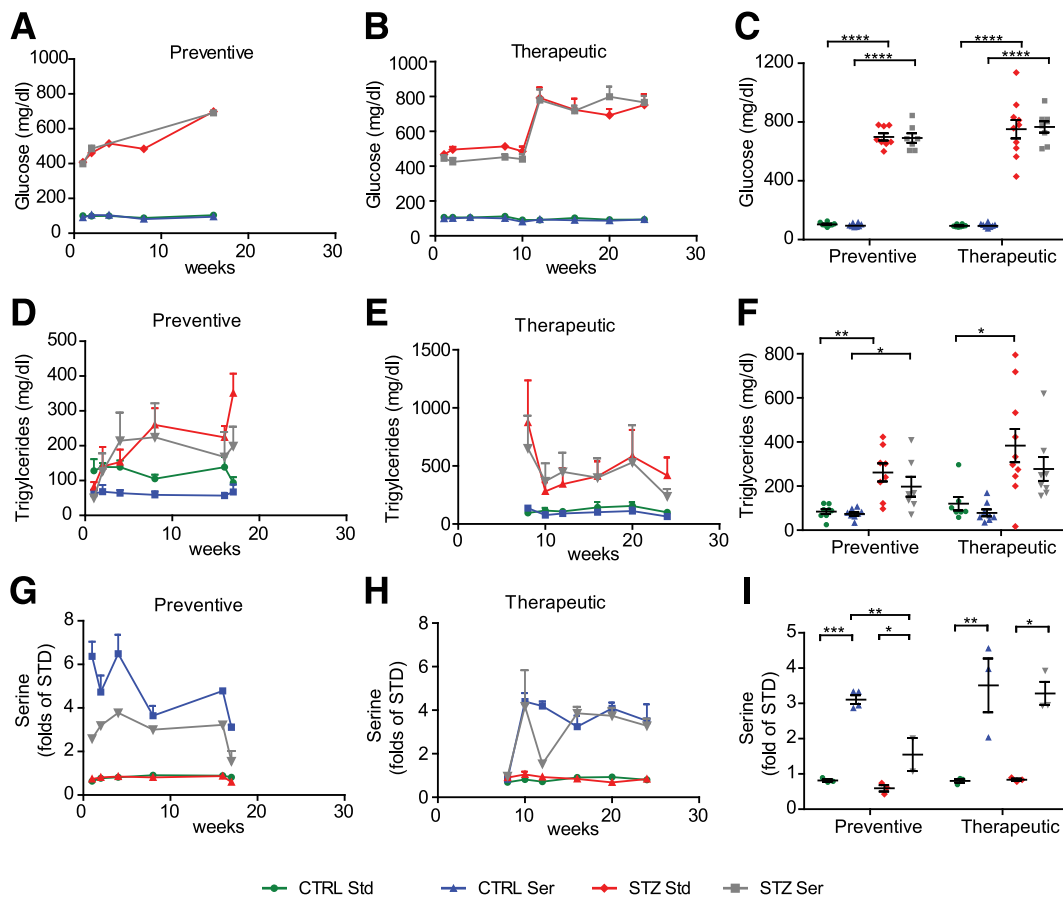 A
Preventive
Glucose (mg/dl)
1000
800
600
400
200
0
0
10
20
30
weeks
B
Therapeutic
Glucose (mg/dl)
1000
800
600
400
200
0
0
10
20
30
weeks
C
Glucose (mg/dl)
1200
800
400
0
****
****
****
****
Preventive
Therapeutic
D
Preventive
Trigylcerides (mg/dl)
500
400
300
200
100
0
0
10
20
30
weeks
E
Therapeutic
Trigylcerides (mg/dl)
1500
1000
500
0
0
10
20
30
weeks
F
Triglycerides (mg/dl)
800
600
400
200
0
**
*
*
Preventive
Therapeutic
G
Preventive
Serine
(folds of STD)
8
6
4
2
0
0
10
20
30
weeks
H
Therapeutic
Serine
(folds of STD)
8
6
4
2
0
0
10
20
30
weeks
I
Serine
(fold of STD)
5
4
3
2
1
0
***
**
*
**
*
Preventive
Therapeutic
CTRL Std
CTRL Ser
STZ Std
STZ Ser